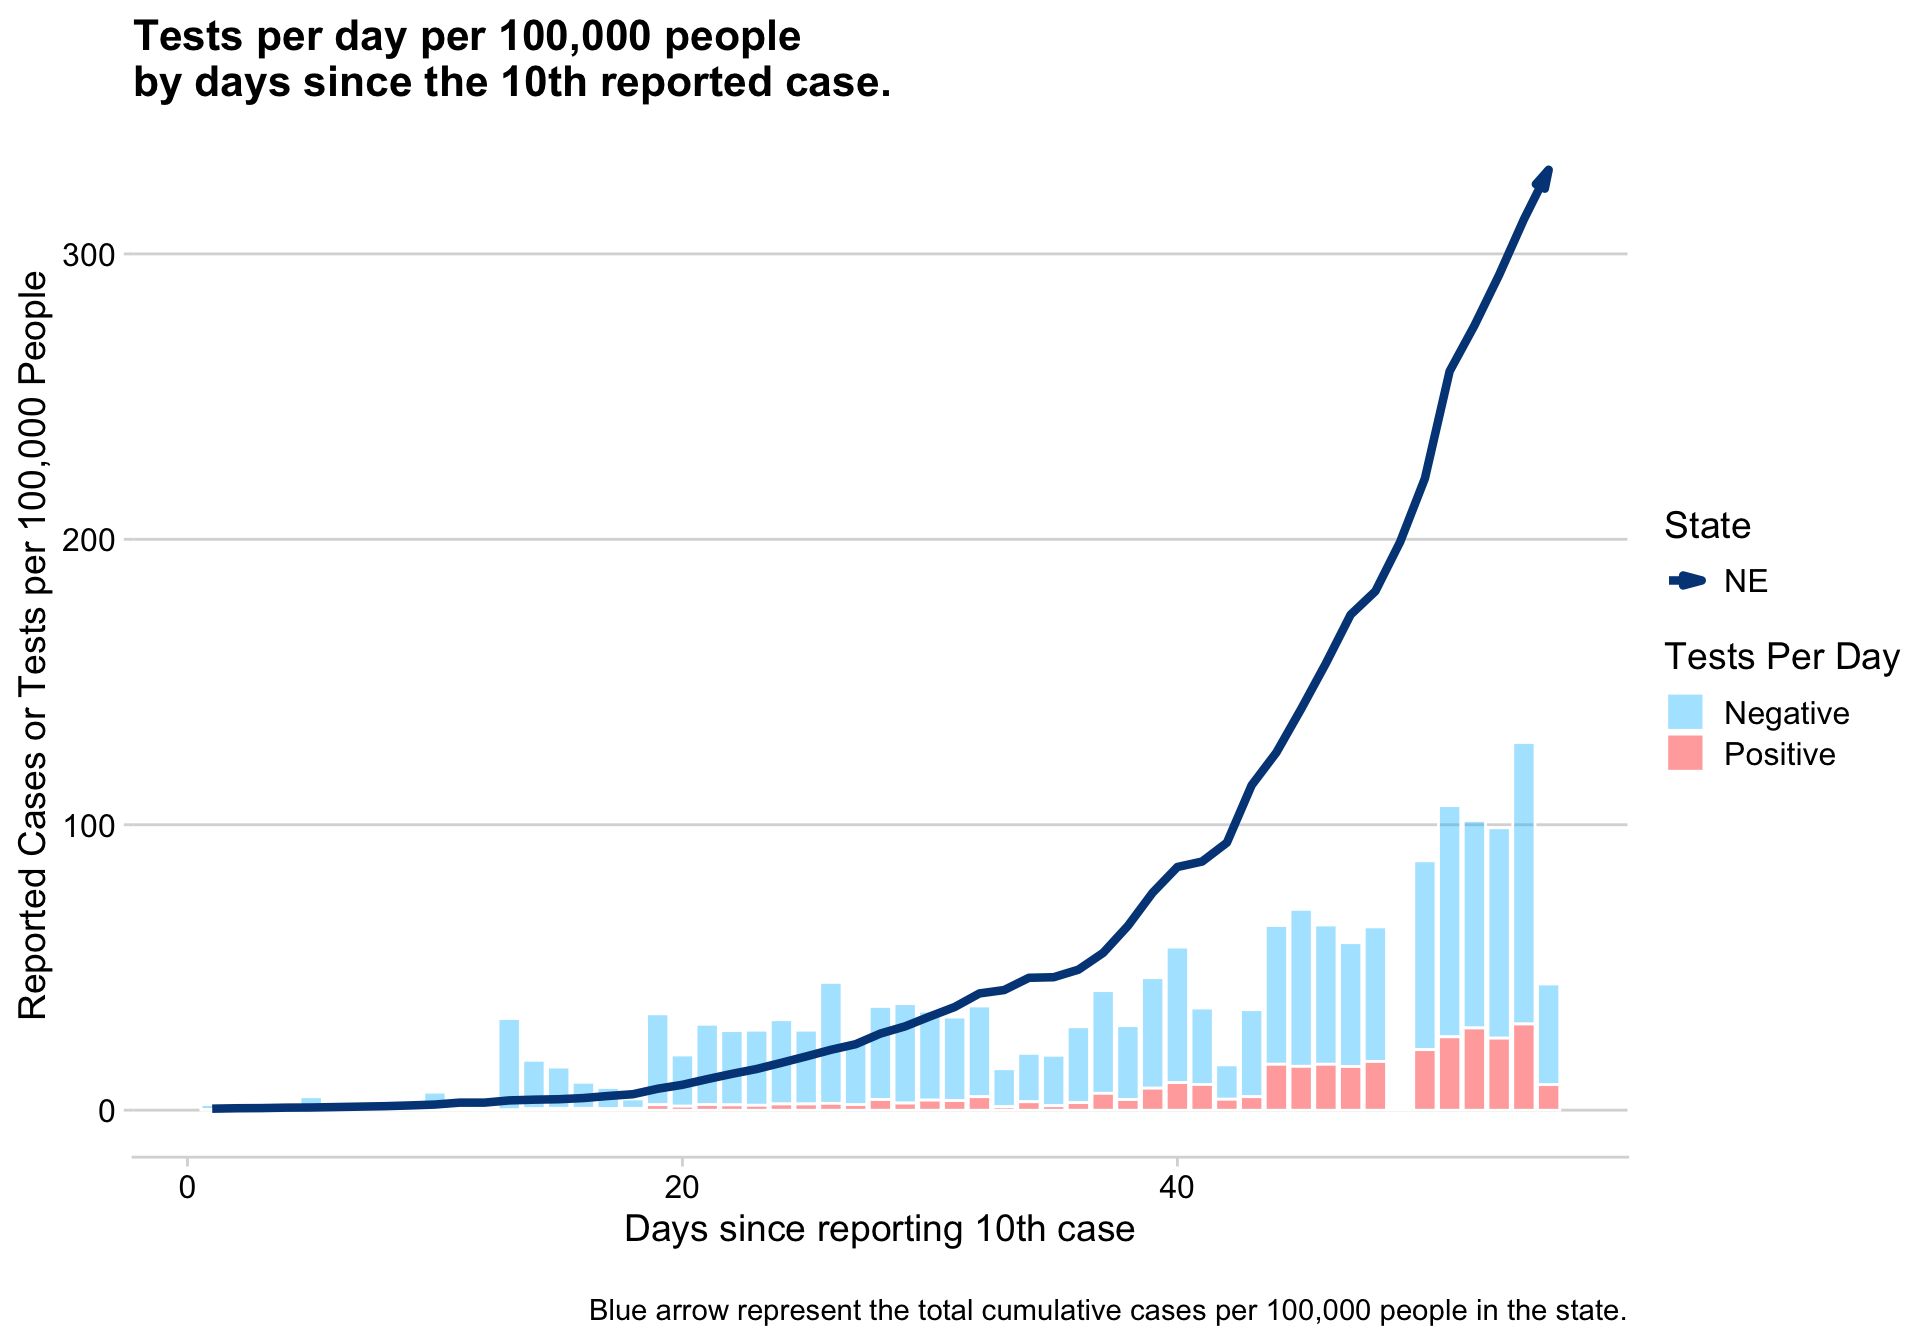 Tests per day per 100,000 people
by days since the 10th reported case.
Reported Cases or Tests per 100,000 People
300
200
100
0
0
20
40
Days since reporting 10th case
State
NE
Tests Per Day
Negative
Positive
Blue arrow represent the total cumulative cases per 100,000 people in the state.